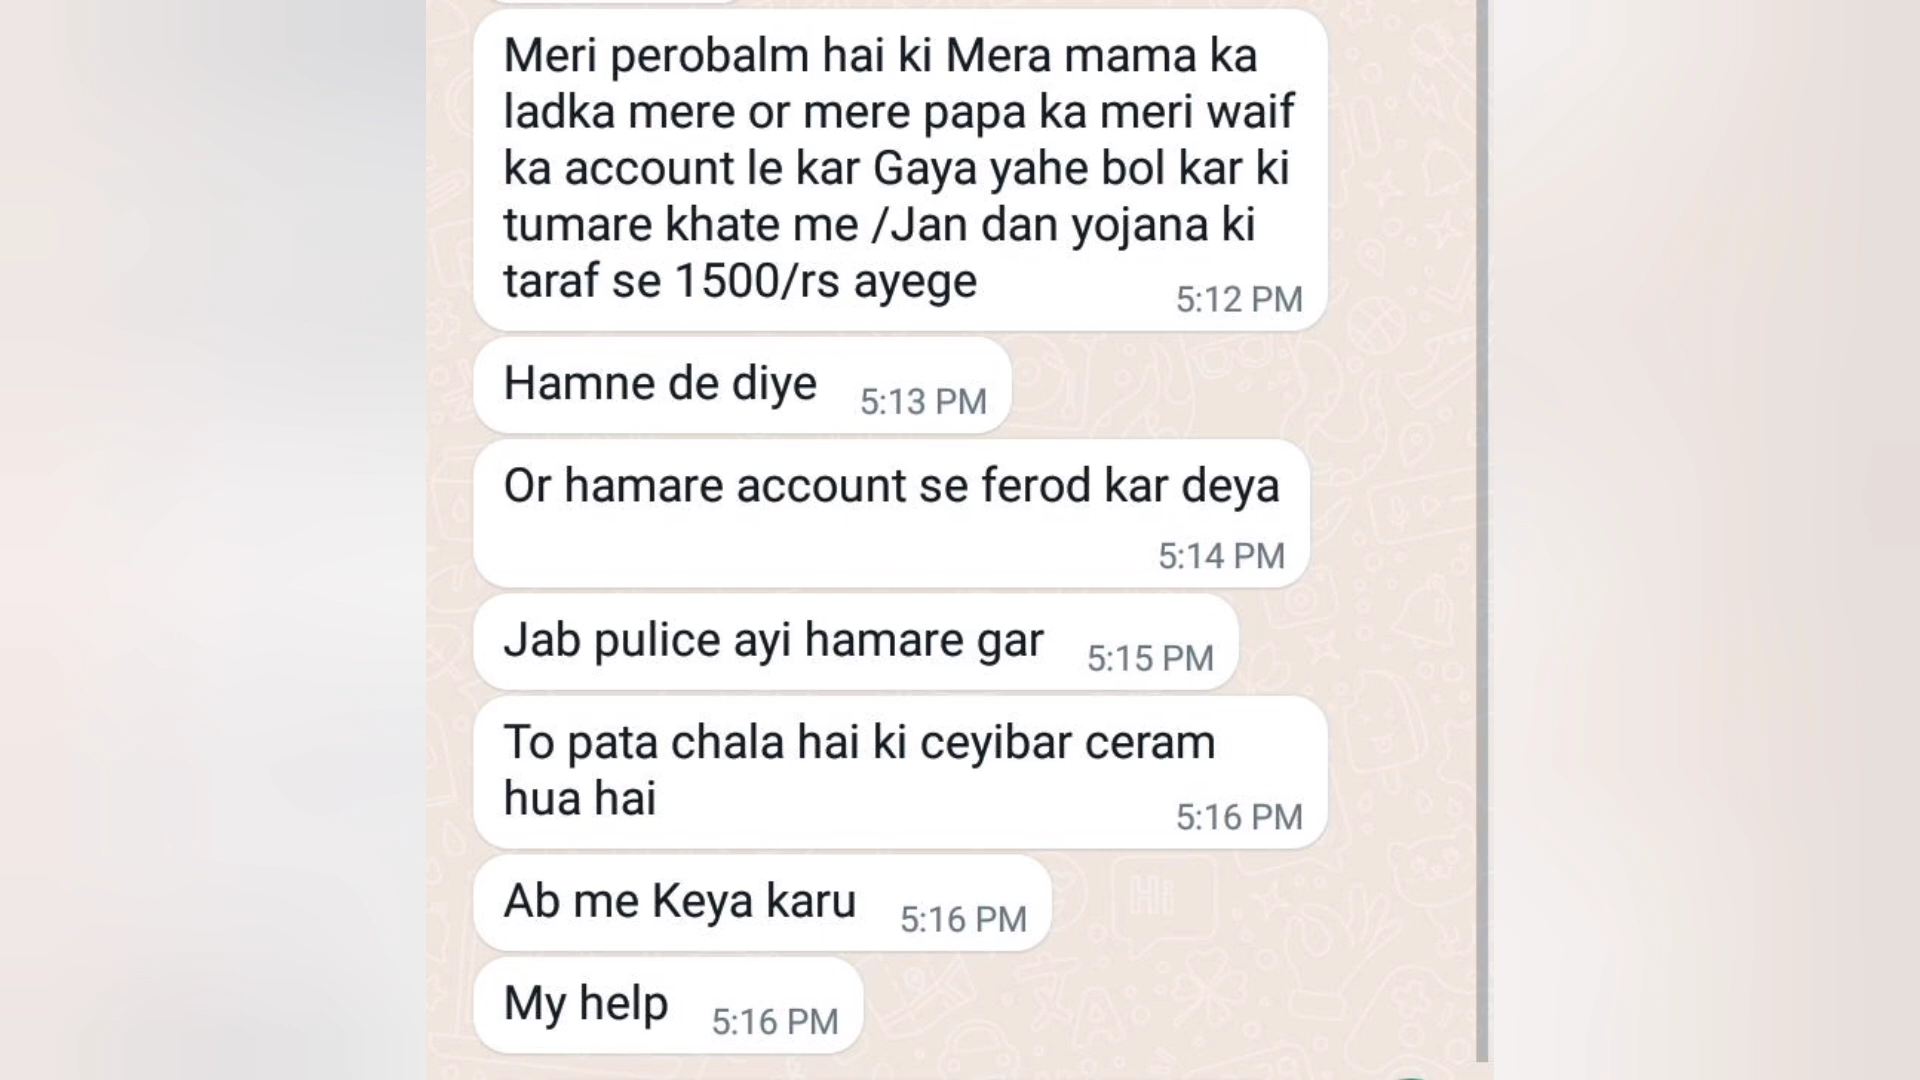 Meri perobalm hai ki Mera mama ka
ladka mere or mere papa ka meri waif
ka account le kar Gaya yahe bol kar ki
tumare khate me /Jan dan yojana ki
taraf se 1500/rs ayege
5:12 PM
Hamne de diye
5:13 PM
Or hamare account se ferod kar deya
5:14 PM
Jab pulice ayi hamare gar
5:15 PM
To pata chala hai ki ceyibar ceram
hua hai
5:16 PM
Ab me Keya karu
5:16 PM
My help
5:16 PM